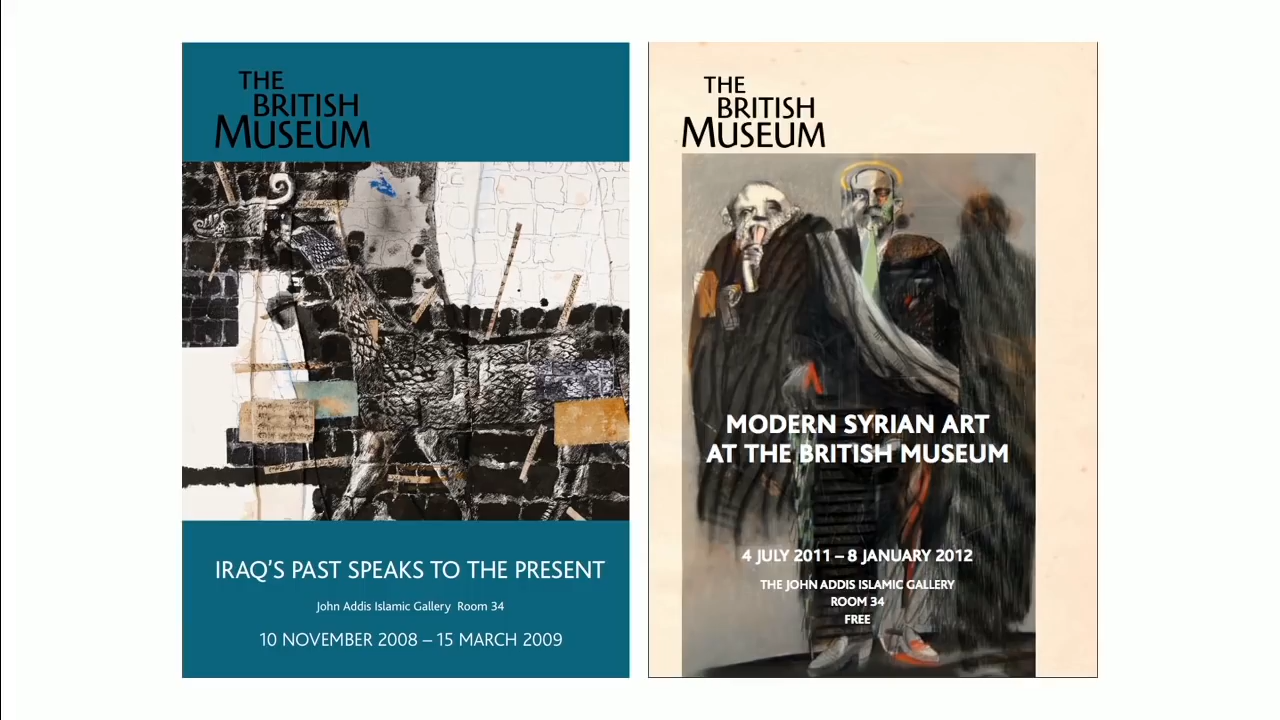 THE
BRITISH
MUSEUM
IRAQ'S PAST SPEAKS TO THE PRESENT
John Addis Islamic Gallery Room 34
10 NOVEMBER 2008 – 15 MARCH 2009
THE
BRITISH
MUSEUM
MODERN SYRIAN ART
AT THE BRITISH MUSEUM
4 JULY 2011 – 8 JANUARY 2012
THE JOHN ADDIS ISLAMIC GALLERY
ROOM 34
FREE